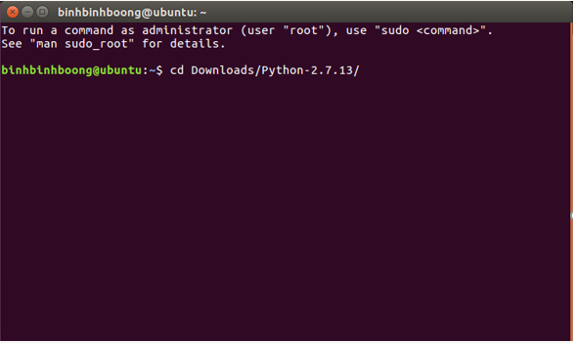 binhbinhboong@ubuntu: ~
To run a command as administrator (user "root"), use "sudo <command>".
See "man sudo_root" for details.
binhbinhboong@ubuntu:~$ cd Downloads/Python-2.7.13/